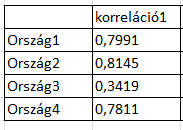 korreláció1
Ország1 0,7991
Ország2 0,8145
Ország3 0,3419
Ország4 0,7811